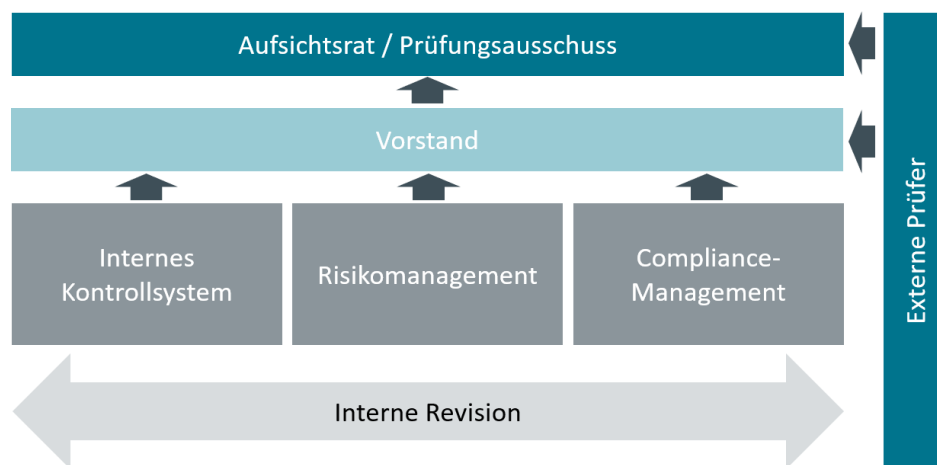 Aufsichtsrat / Prüfungsausschuss
Vorstand
Internes
Kontrollsystem
Risikomanagement
Compliance-
Management
Interne Revision
Externe Prüfer